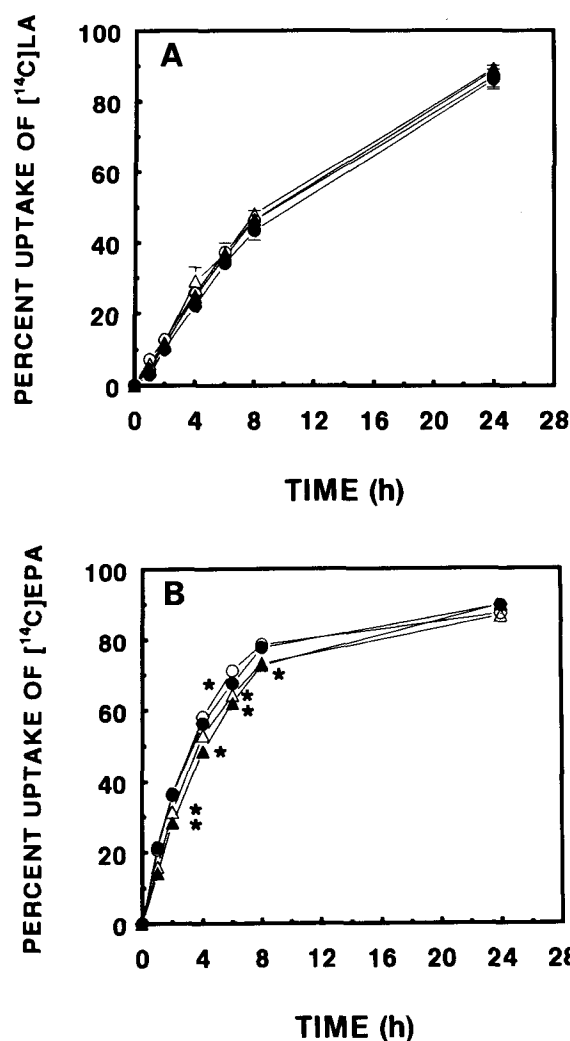 A
PERCENT UPTAKE OF [¹⁴C]LA
100
80
60
40
20
0
0 4 8 12 16 20 24 28
TIME (h)
B
PERCENT UPTAKE OF [¹⁴C]EPA
100
80
60
40
20
0
*
*
*
*
*
*
*
0 4 8 12 16 20 24 28
TIME (h)